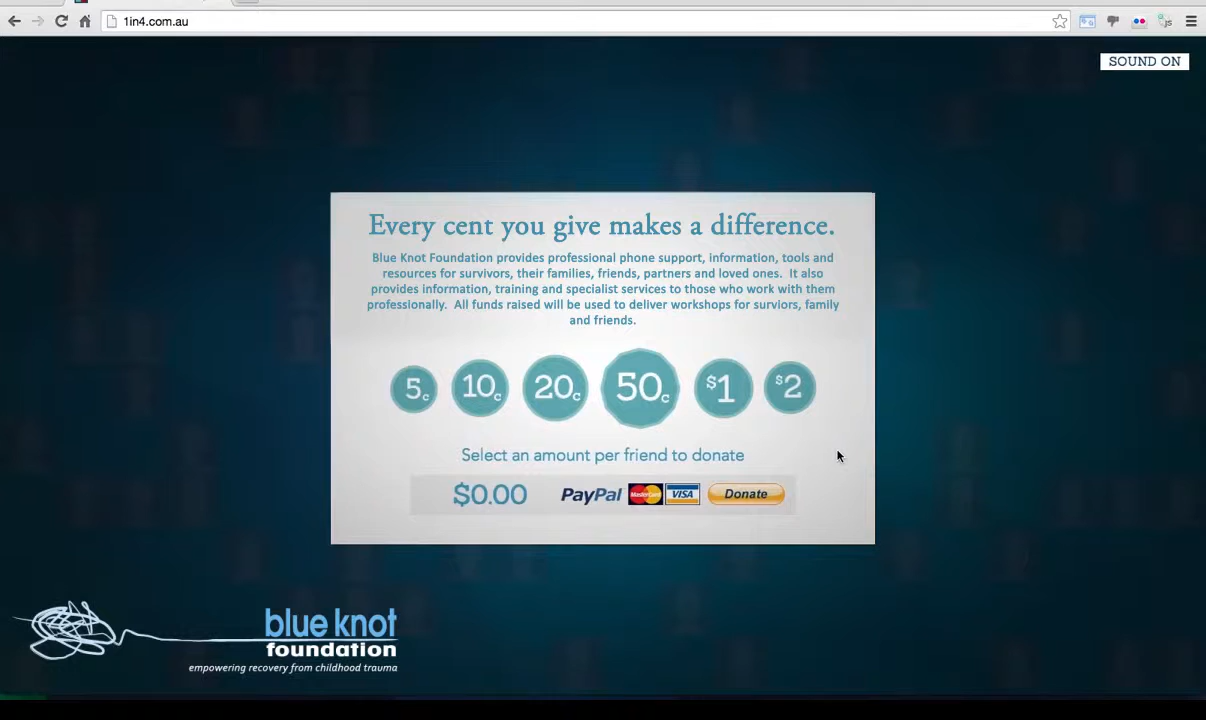 1in4.com.au
SOUND ON
Every cent you give makes a difference.
Blue Knot Foundation provides professional phone support, information, tools and
resources for survivors, their families, friends, partners and loved ones. It also
provides information, training and specialist services to those who work with them
professionally. All funds raised will be used to deliver workshops for surviors, family
and friends.
5c 10c 20c 50c $1 $2
Select an amount per friend to donate
$0.00 PayPal MasterCard VISA Donate
blue knot
foundation
empowering recovery from childhood trauma